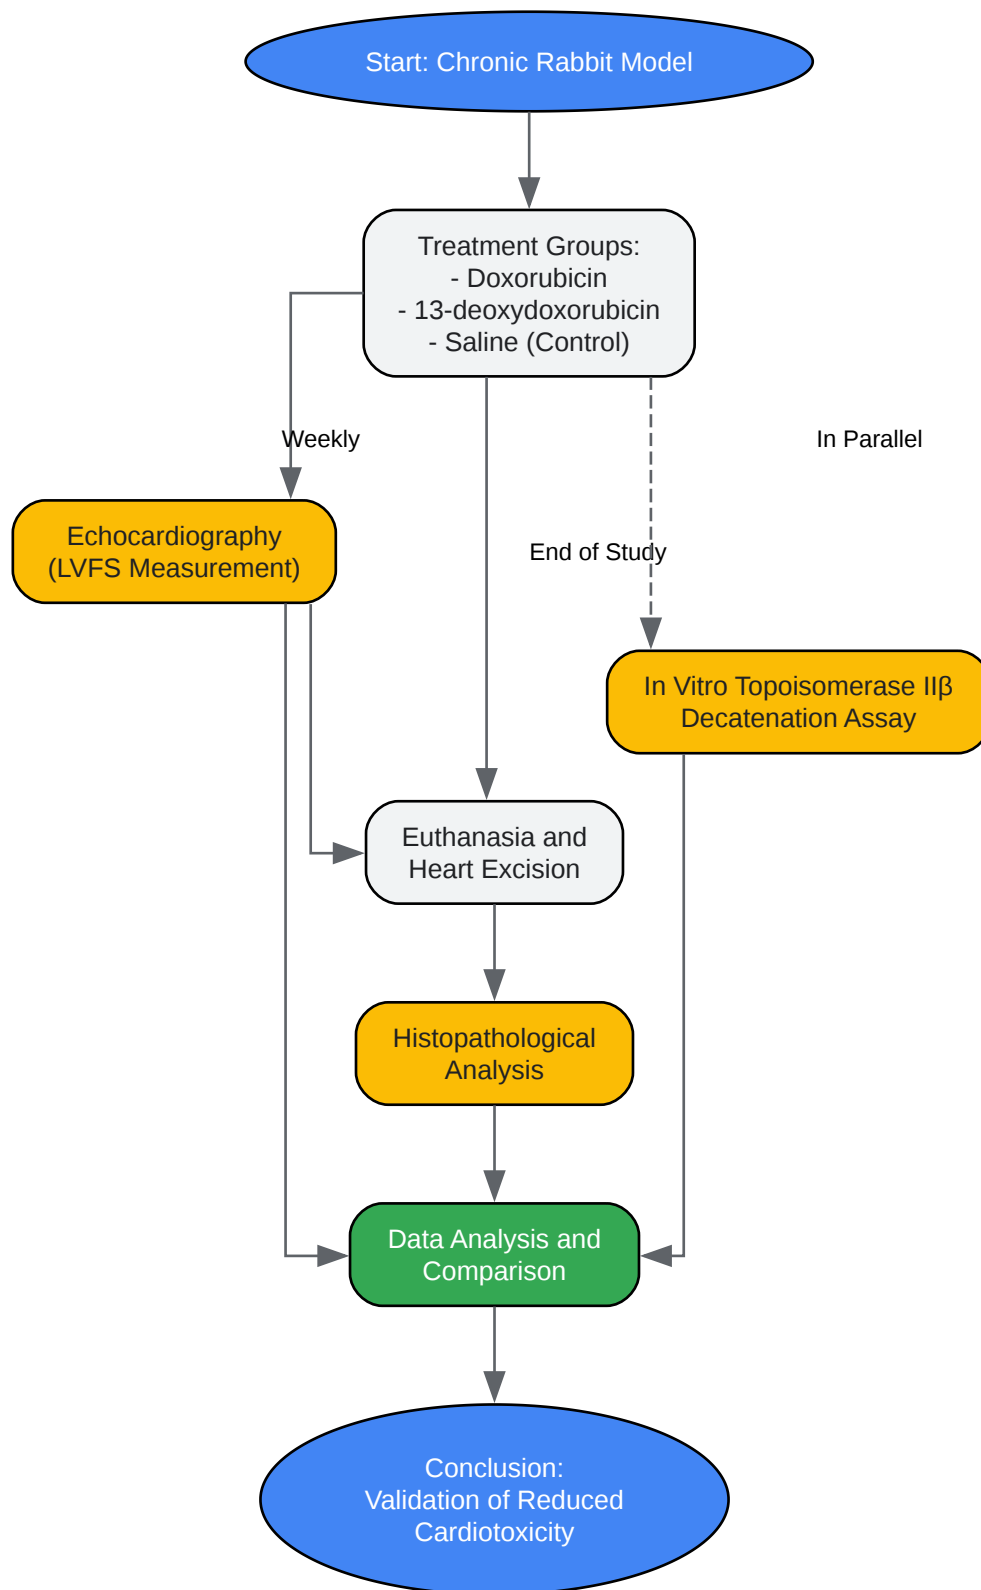 Start: Chronic Rabbit Model
Treatment Groups:
- Doxorubicin
- 13-deoxydoxorubicin
- Saline (Control)
Weekly
In Parallel
Echocardiography
(LVFS Measurement)
End of Study
In Vitro Topoisomerase IIβ
Decatenation Assay
Euthanasia and
Heart Excision
Histopathological
Analysis
Data Analysis and
Comparison
Conclusion:
Validation of Reduced
Cardiotoxicity